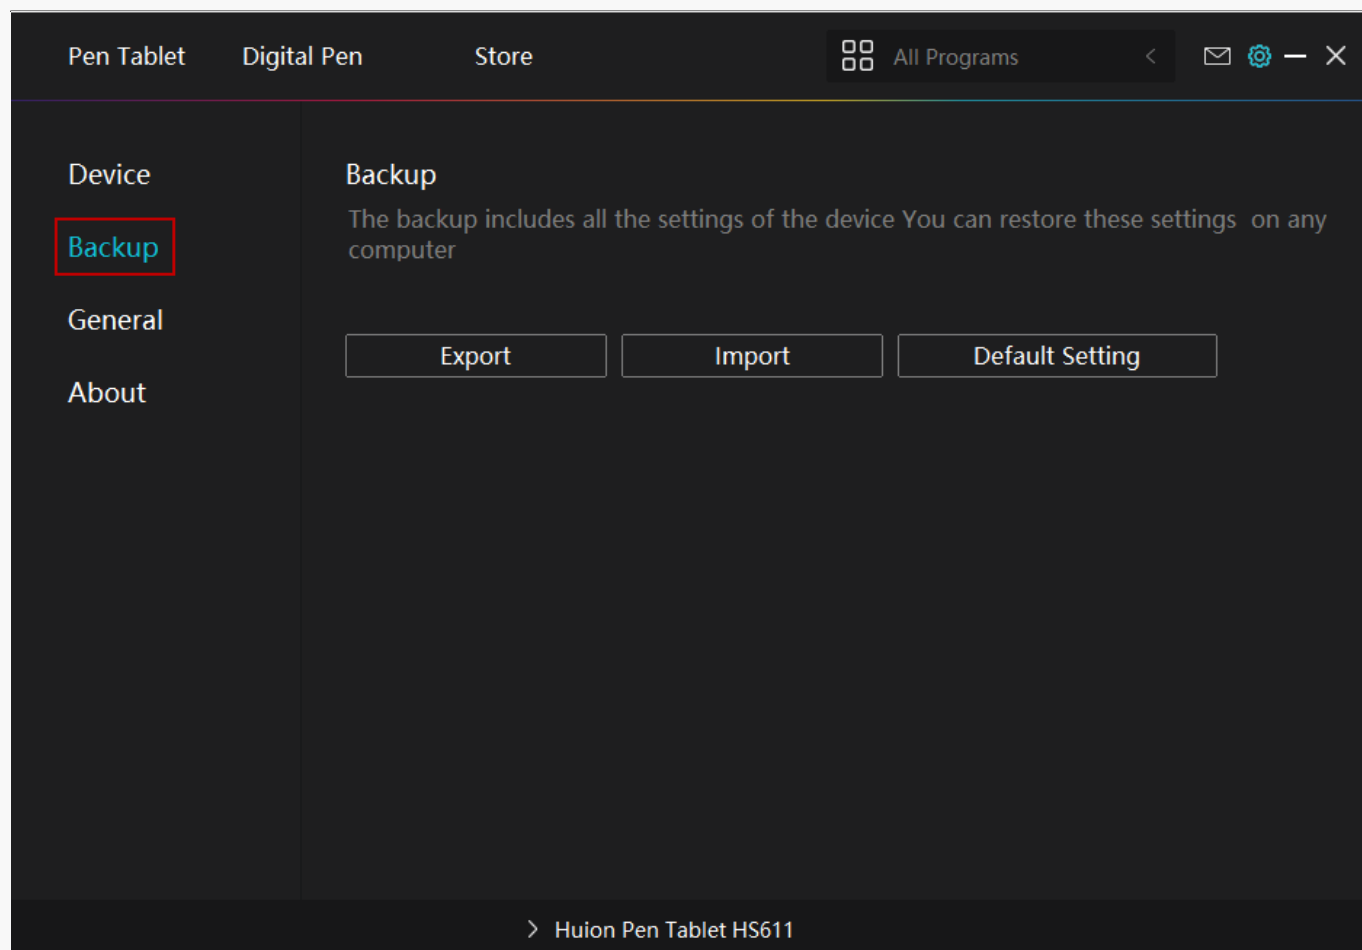 Pen Tablet Digital Pen Store All Programs
Device
Backup
General
About
Backup
The backup includes all the settings of the device You can restore these settings on any
computer
Export Import Default Setting
Huion Pen Tablet HS611